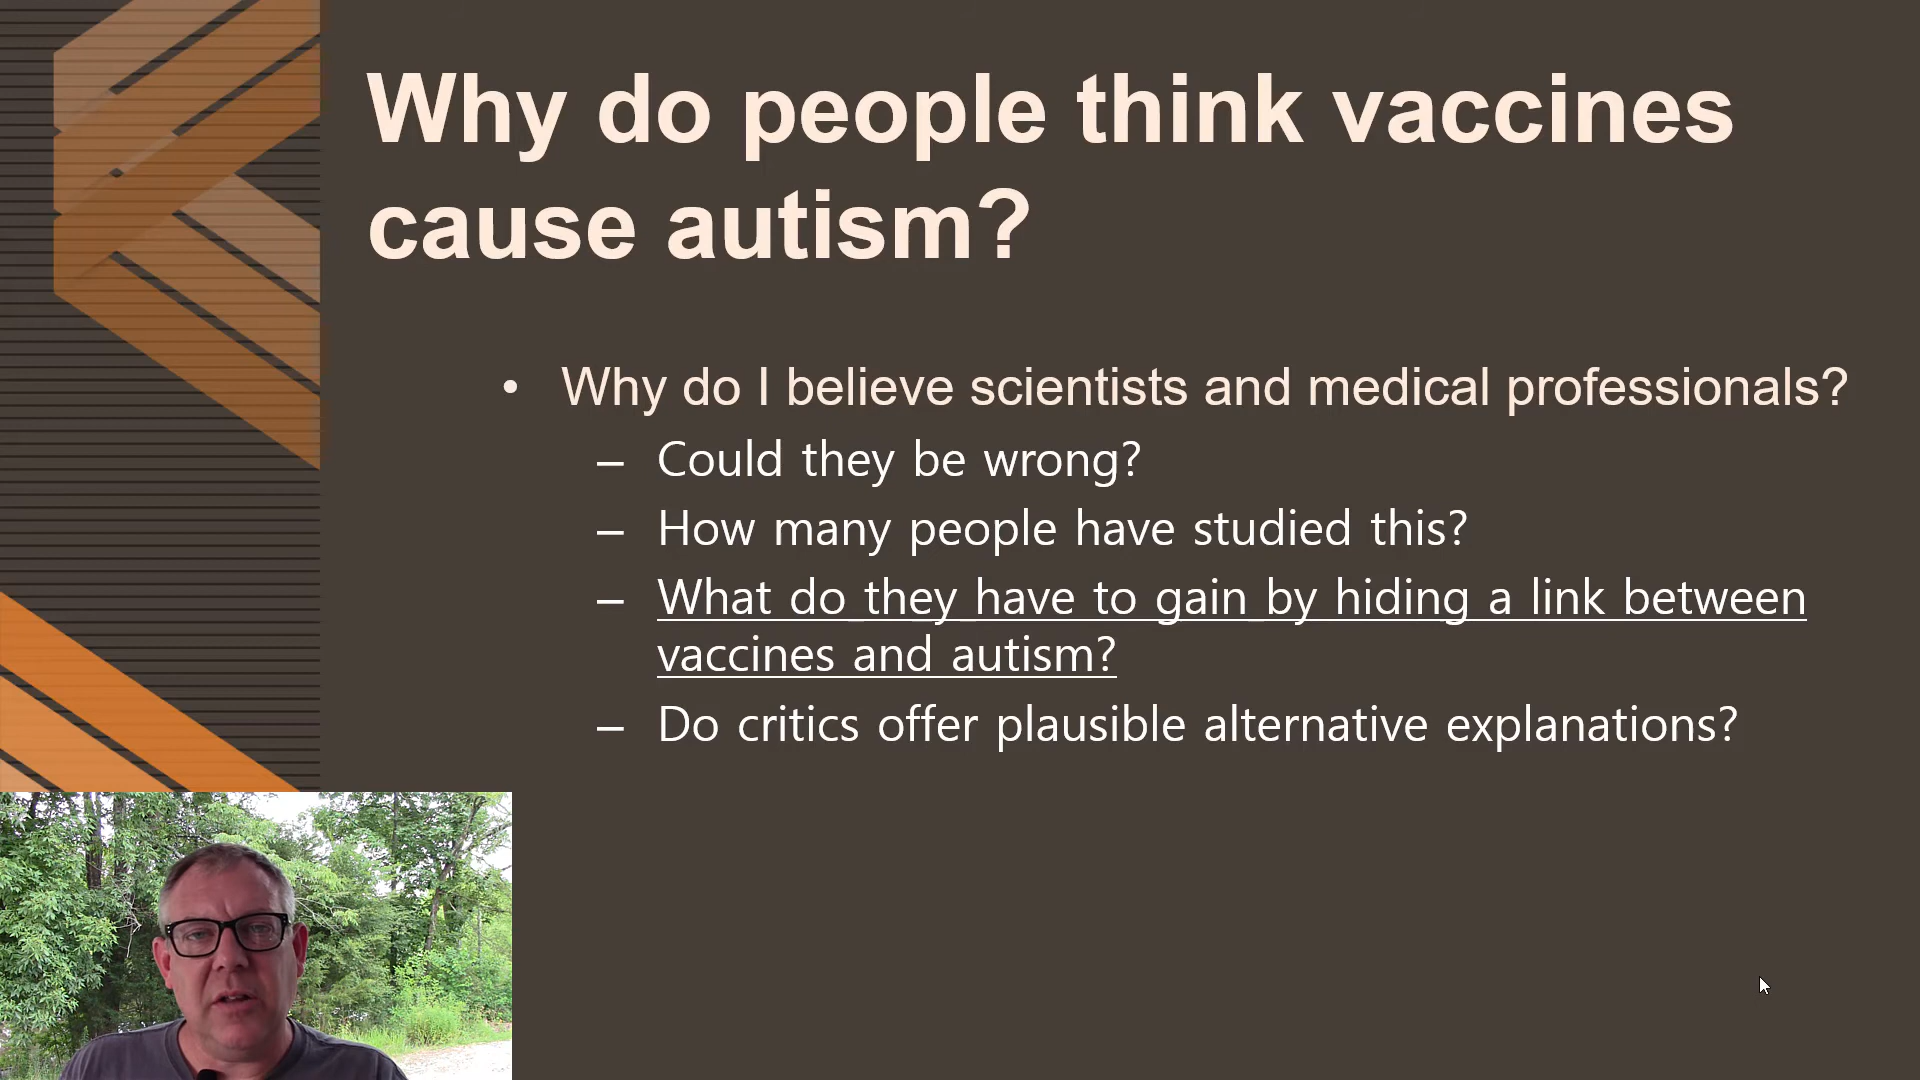 Why do people think vaccines
cause autism?
• Why do I believe scientists and medical professionals?
– Could they be wrong?
– How many people have studied this?
– What do they have to gain by hiding a link between
vaccines and autism?
– Do critics offer plausible alternative explanations?